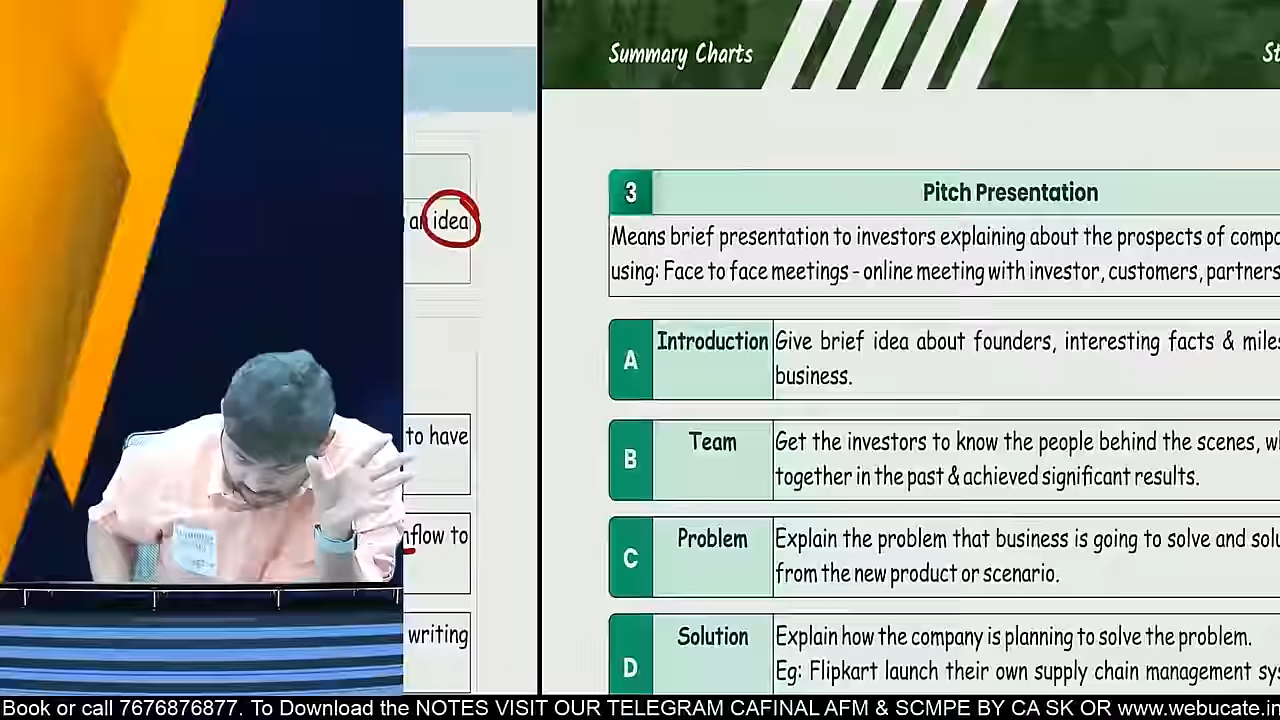 Summary Charts
an idea
to have
nflow to
writing
3 Pitch Presentation
Means brief presentation to investors explaining about the prospects of compa
using: Face to face meetings - online meeting with investor, customers, partners
A Introduction Give brief idea about founders, interesting facts & miles
business.
B Team Get the investors to know the people behind the scenes, wh
together in the past & achieved significant results.
C Problem Explain the problem that business is going to solve and solu
from the new product or scenario.
D Solution Explain how the company is planning to solve the problem.
Eg: Flipkart launch their own supply chain management sys
Book or call 7676876877. To Download the NOTES VISIT OUR TELEGRAM CAFINAL AFM & SCMPE BY CA SK OR www.webucate.in